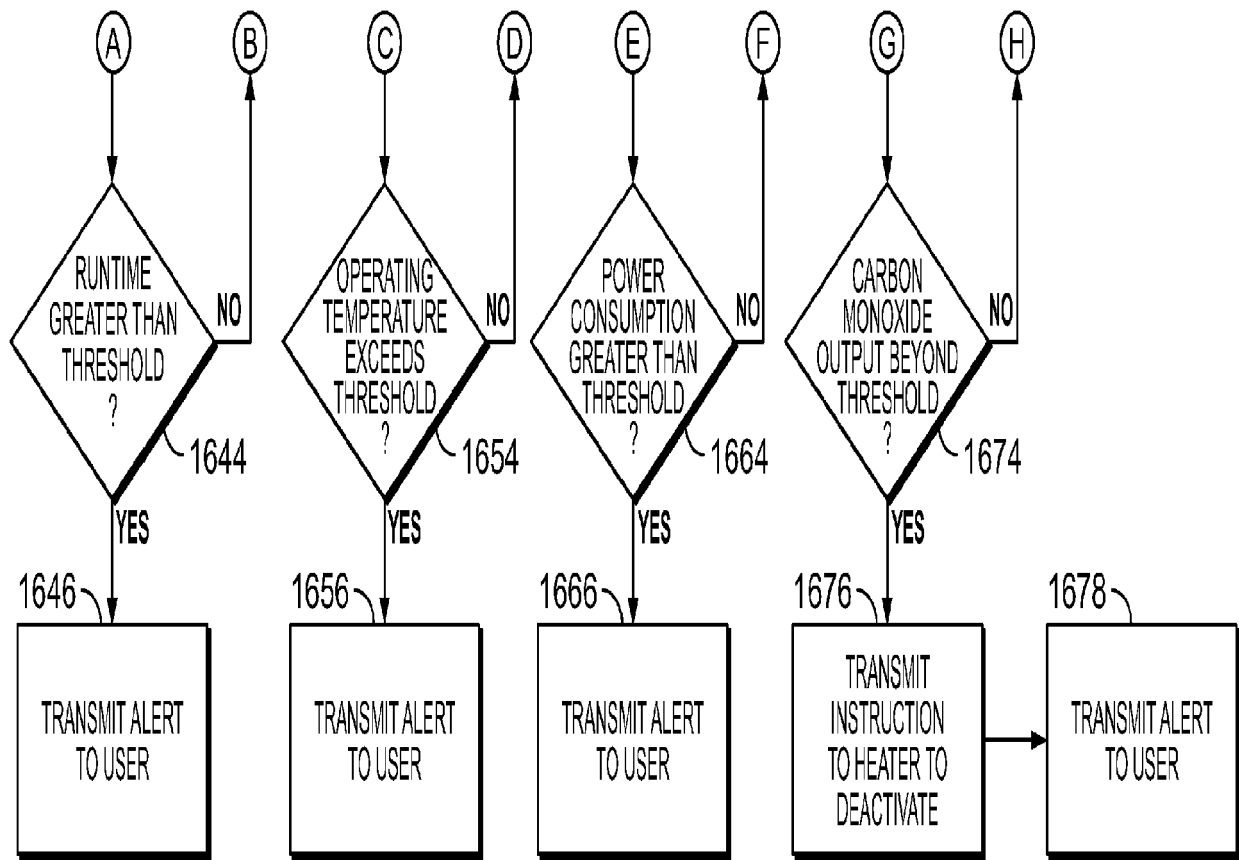 A
B
C
D
E
F
G
H
RUNTIME
GREATER THAN
THRESHOLD
?
NO
1644
YES
OPERATING
TEMPERATURE
EXCEEDS
THRESHOLD
?
NO
1654
YES
POWER
CONSUMPTION
GREATER THAN
THRESHOLD
?
NO
1664
YES
CARBON
MONOXIDE
OUTPUT BEYOND
THRESHOLD
?
NO
1674
YES
1646
TRANSMIT ALERT
TO USER
1656
TRANSMIT ALERT
TO USER
1666
TRANSMIT ALERT
TO USER
1676
TRANSMIT
INSTRUCTION
TO HEATER TO
DEACTIVATE
1678
TRANSMIT ALERT
TO USER